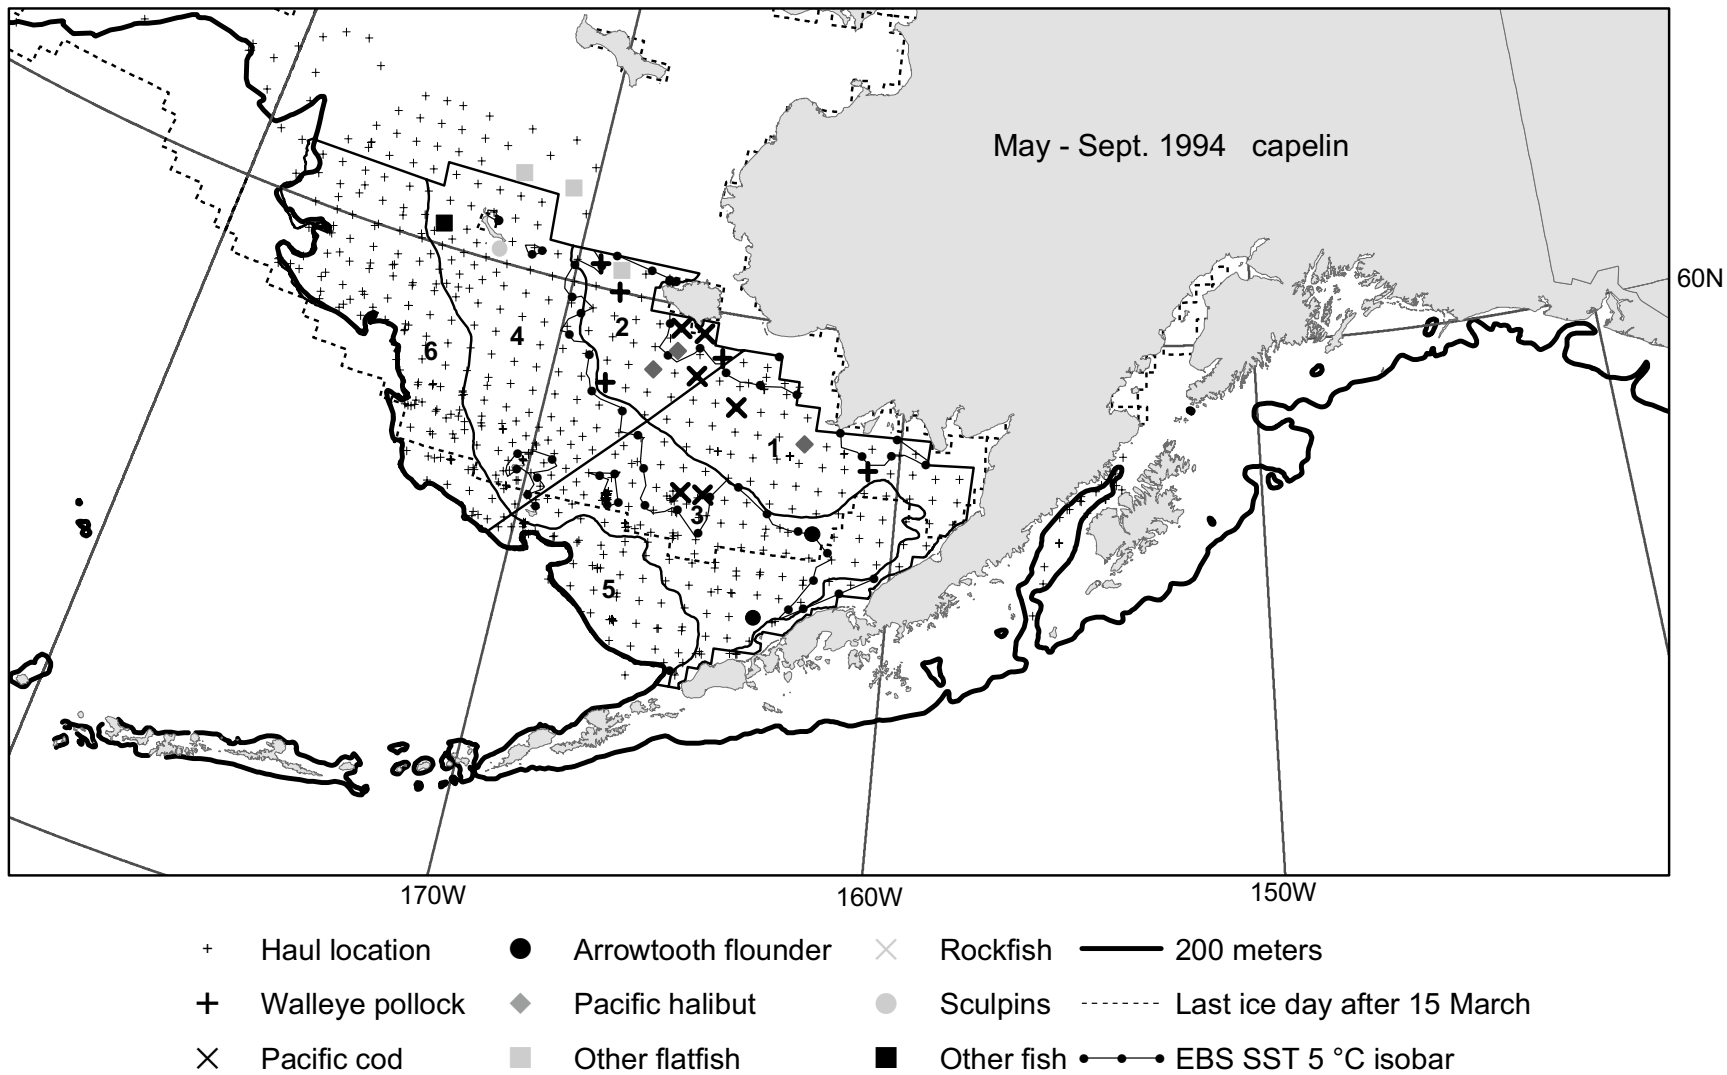 May - Sept. 1994 capelin
60N
2
4
6
1
3
5
170W
160W
150W
Haul location
Arrowtooth flounder
Rockfish
200 meters
Walleye pollock
Pacific halibut
Sculpins
Last ice day after 15 March
Pacific cod
Other flatfish
Other fish
EBS SST 5 °C isobar